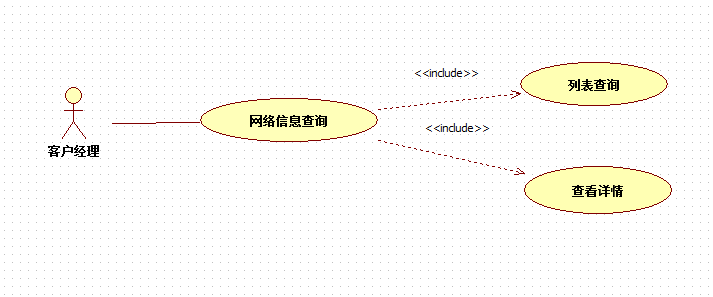 <<include>>
列表查询
网络信息查询
<<include>>
客户经理
查看详情